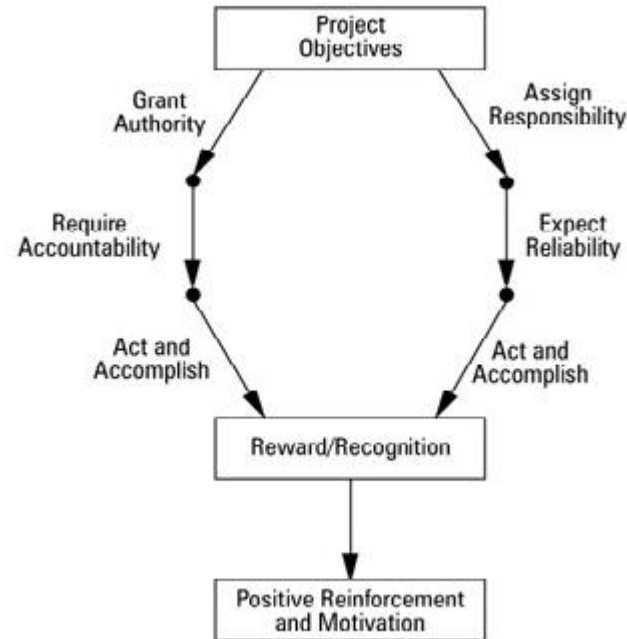 Project
Objectives
Grant
Authority
Assign
Responsibility
Require
Accountability
Expect
Reliability
Act and
Accomplish
Act and
Accomplish
Reward/Recognition
Positive Reinforcement
and Motivation